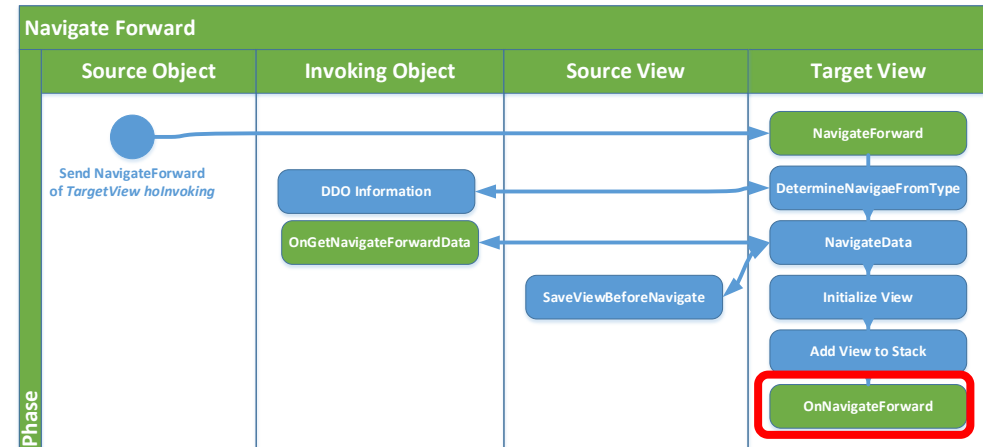 Navigate Forward
Source Object
Invoking Object
Source View
Target View
NavigateForward
Send NavigateForward
of TargetView hoInvoking
DDO Information
DetermineNavigaeFromType
OnGetNavigateForwardData
NavigateData
SaveViewBeforeNavigate
Initialize View
Add View to Stack
OnNavigateForward
Phase